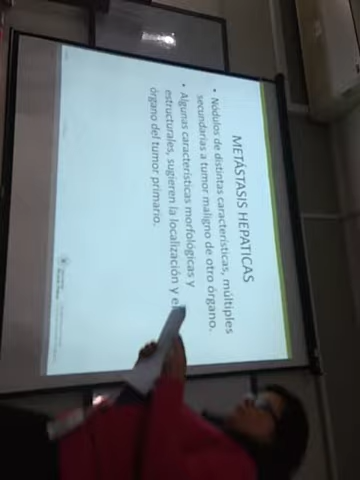 METÁSTASIS HEPATICAS
• Nódulos de distintas características, múltiples
secundarias a tumor maligno de otro órgano.
• Algunas características morfológicas y
estructurales, sugieren la localización y el
órgano del tumor primario.